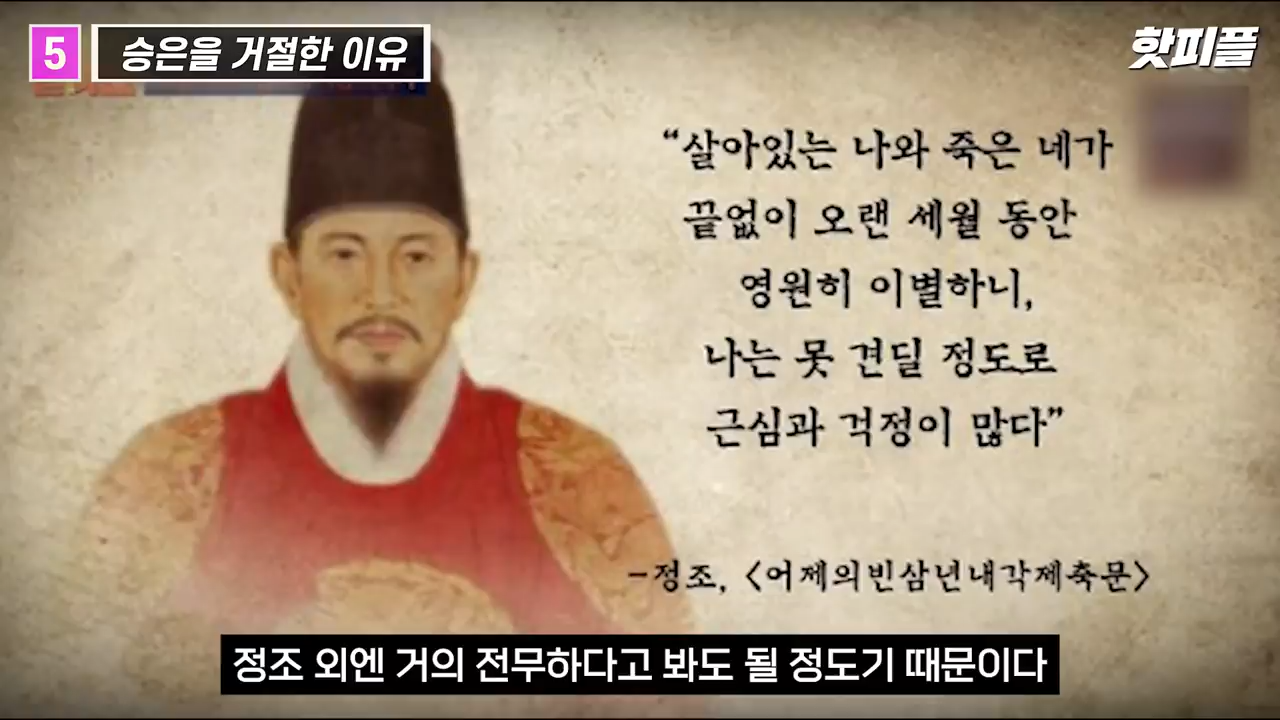 5 승은을 거절한 이유
핫피플
“살아있는 나와 죽은 네가
끝없이 오랜 세월 동안
영원히 이별하니,
나는 못 견딜 정도로
근심과 걱정이 많다”
-정조, <어제의빈삼년내각제축문>
정조 외엔 거의 전무하다고 봐도 될 정도기 때문이다